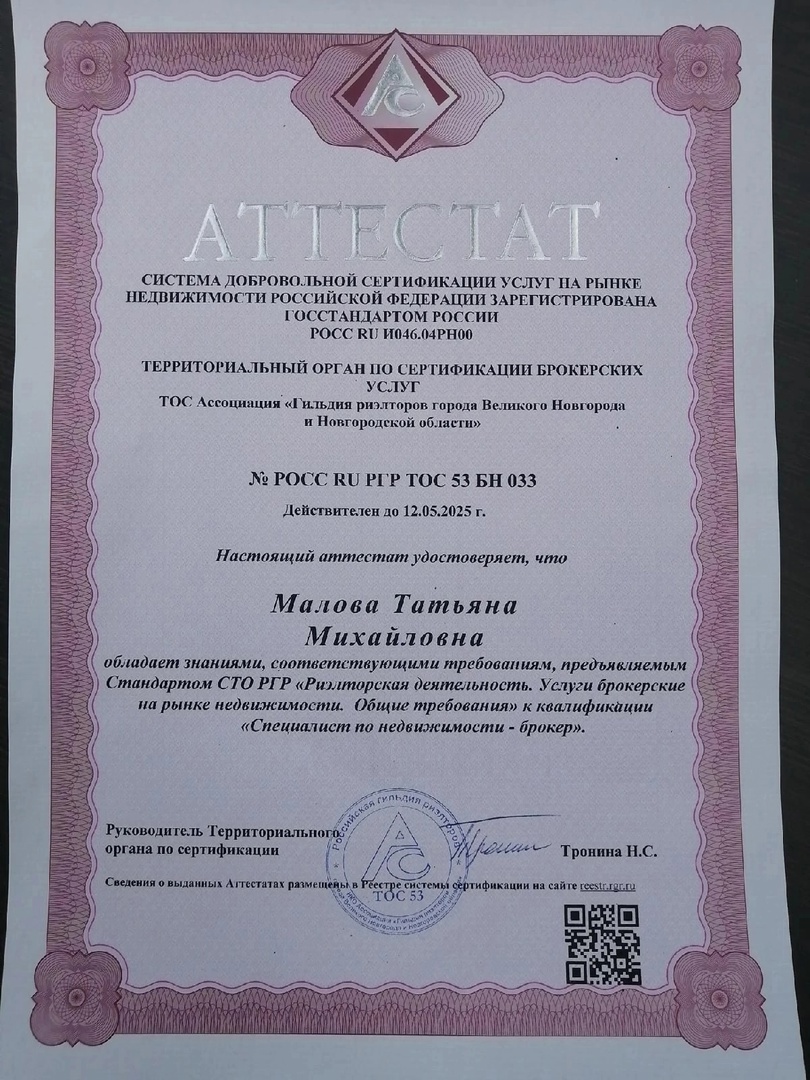 АТТЕСТАТ
СИСТЕМА ДОБРОВОЛЬНОЙ СЕРТИФИКАЦИИ УСЛУГ НА РЫНКЕ
НЕДВИЖИМОСТИ РОССИЙСКОЙ ФЕДЕРАЦИИ ЗАРЕГИСТРИРОВАНА
ГОССТАНДАРТОМ РОССИИ
РОСС RU И046.04РН00
ТЕРРИТОРИАЛЬНЫЙ ОРГАН ПО СЕРТИФИКАЦИИ БРОКЕРСКИХ
УСЛУГ
ТОС Ассоциация «Гильдия риэлторов города Великого Новгорода
и Новгородской области»
№ РОСС RU РГР ТОС 53 БН 033
Действителен до 12.05.2025 г.
Настоящий аттестат удостоверяет, что
Малова Татьяна
Михайловна
обладает знаниями, соответствующими требованиям, предъявляемым
Стандартом СТО РГР «Риэлторская деятельность. Услуги брокерские
на рынке недвижимости. Общие требования» к квалификации
«Специалист по недвижимости - брокер».
Российская гильдия риэлторов
Руководитель Территориального
органа по сертификации
Тронина Н.С.
Сведения о выданных Аттестатах размещены в Реестре системы сертификации на сайте reestr.rgr.ru
ТОС 53